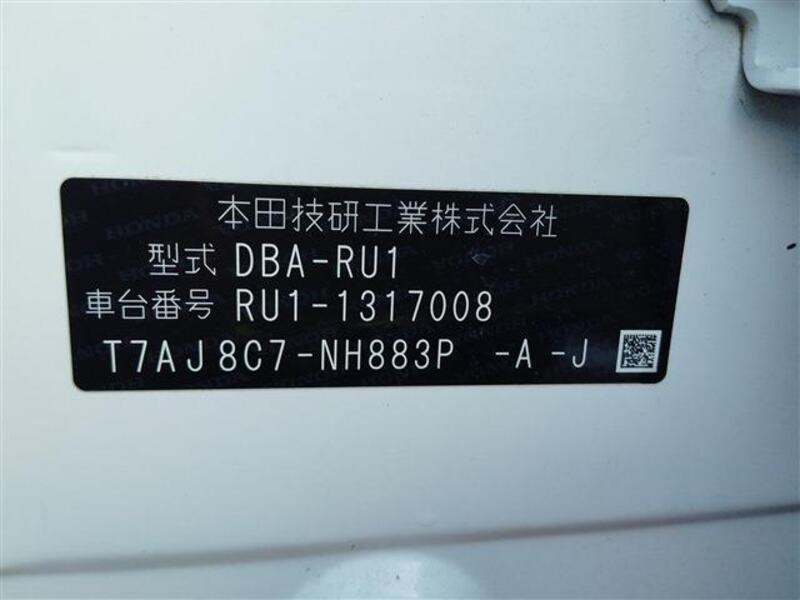 本田技研工業株式会社
型式 DBA-RU1
車台番号 RU1-1317008
T7AJ8C7-NH883P -A-J